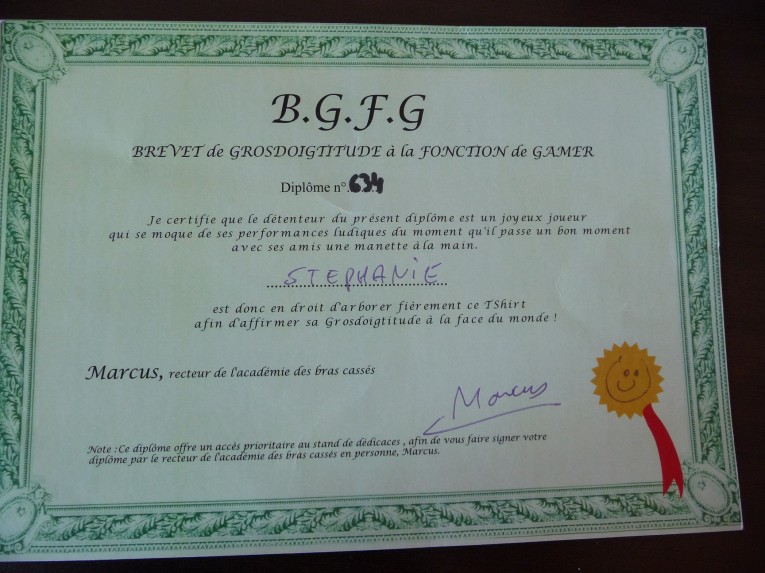 B.G.F.G
BREVET de GROSDOIGTITUDE à la FONCTION de GAMER
Diplôme n°.634
Je certifie que le détenteur du présent diplôme est un joyeux joueur
qui se moque de ses performances ludiques du moment qu'il passe un bon moment
avec ses amis une manette à la main.
STEPHANIE
est donc en droit d'arborer fièrement ce TShirt
afin d'affirmer sa Grosdoigtitude à la face du monde !
Marcus, recteur de l'académie des bras cassés
Marcus
Note : Ce diplôme offre un accès prioritaire au stand de dédicaces , afin de vous faire signer votre
diplôme par le recteur de l'académie des bras cassés en personne, Marcus.